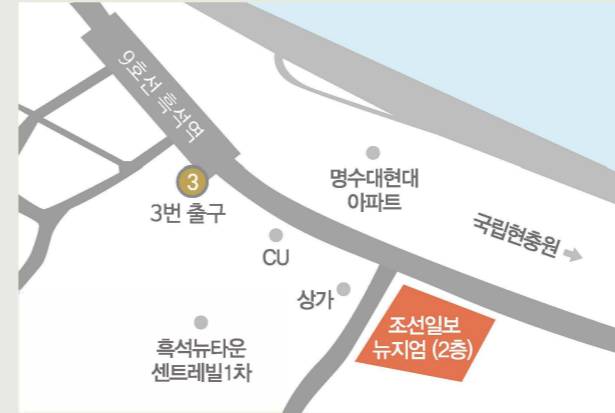 9호선 흑석역
3
3번 출구
명수대현대
아파트
국립현충원
CU
상가
조선일보
뉴지엄 (2층)
흑석뉴타운
센트레빌1차